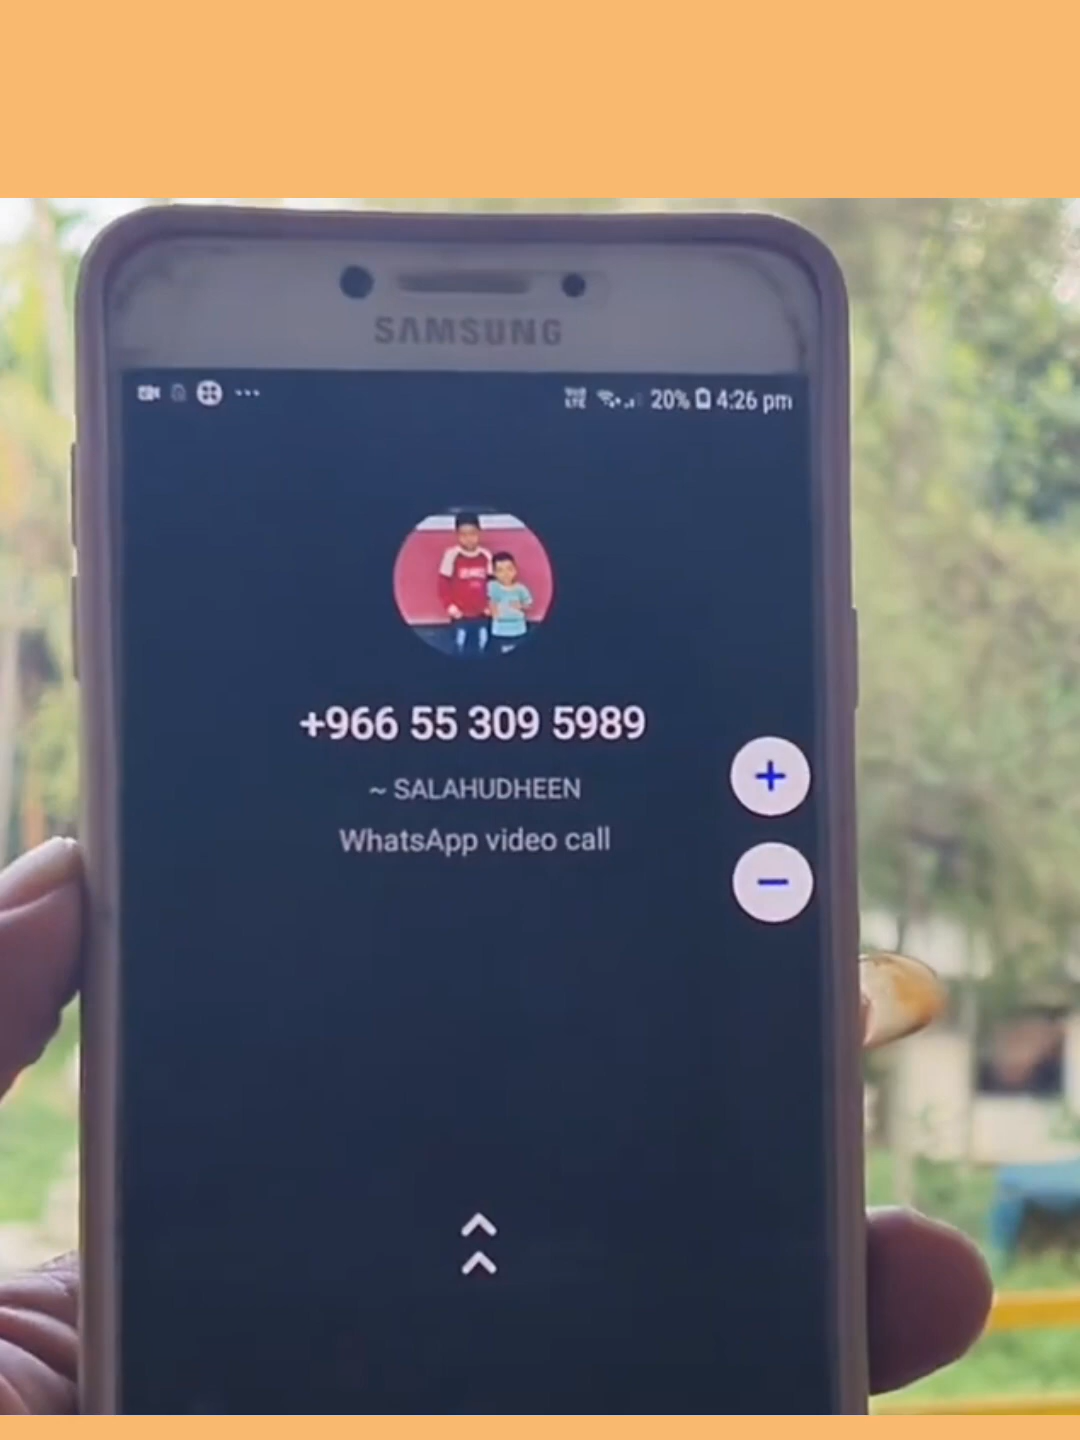 SAMSUNG
20% 4:26 pm
+966 55 309 5989
~ SALAHUDHEEN
WhatsApp video call